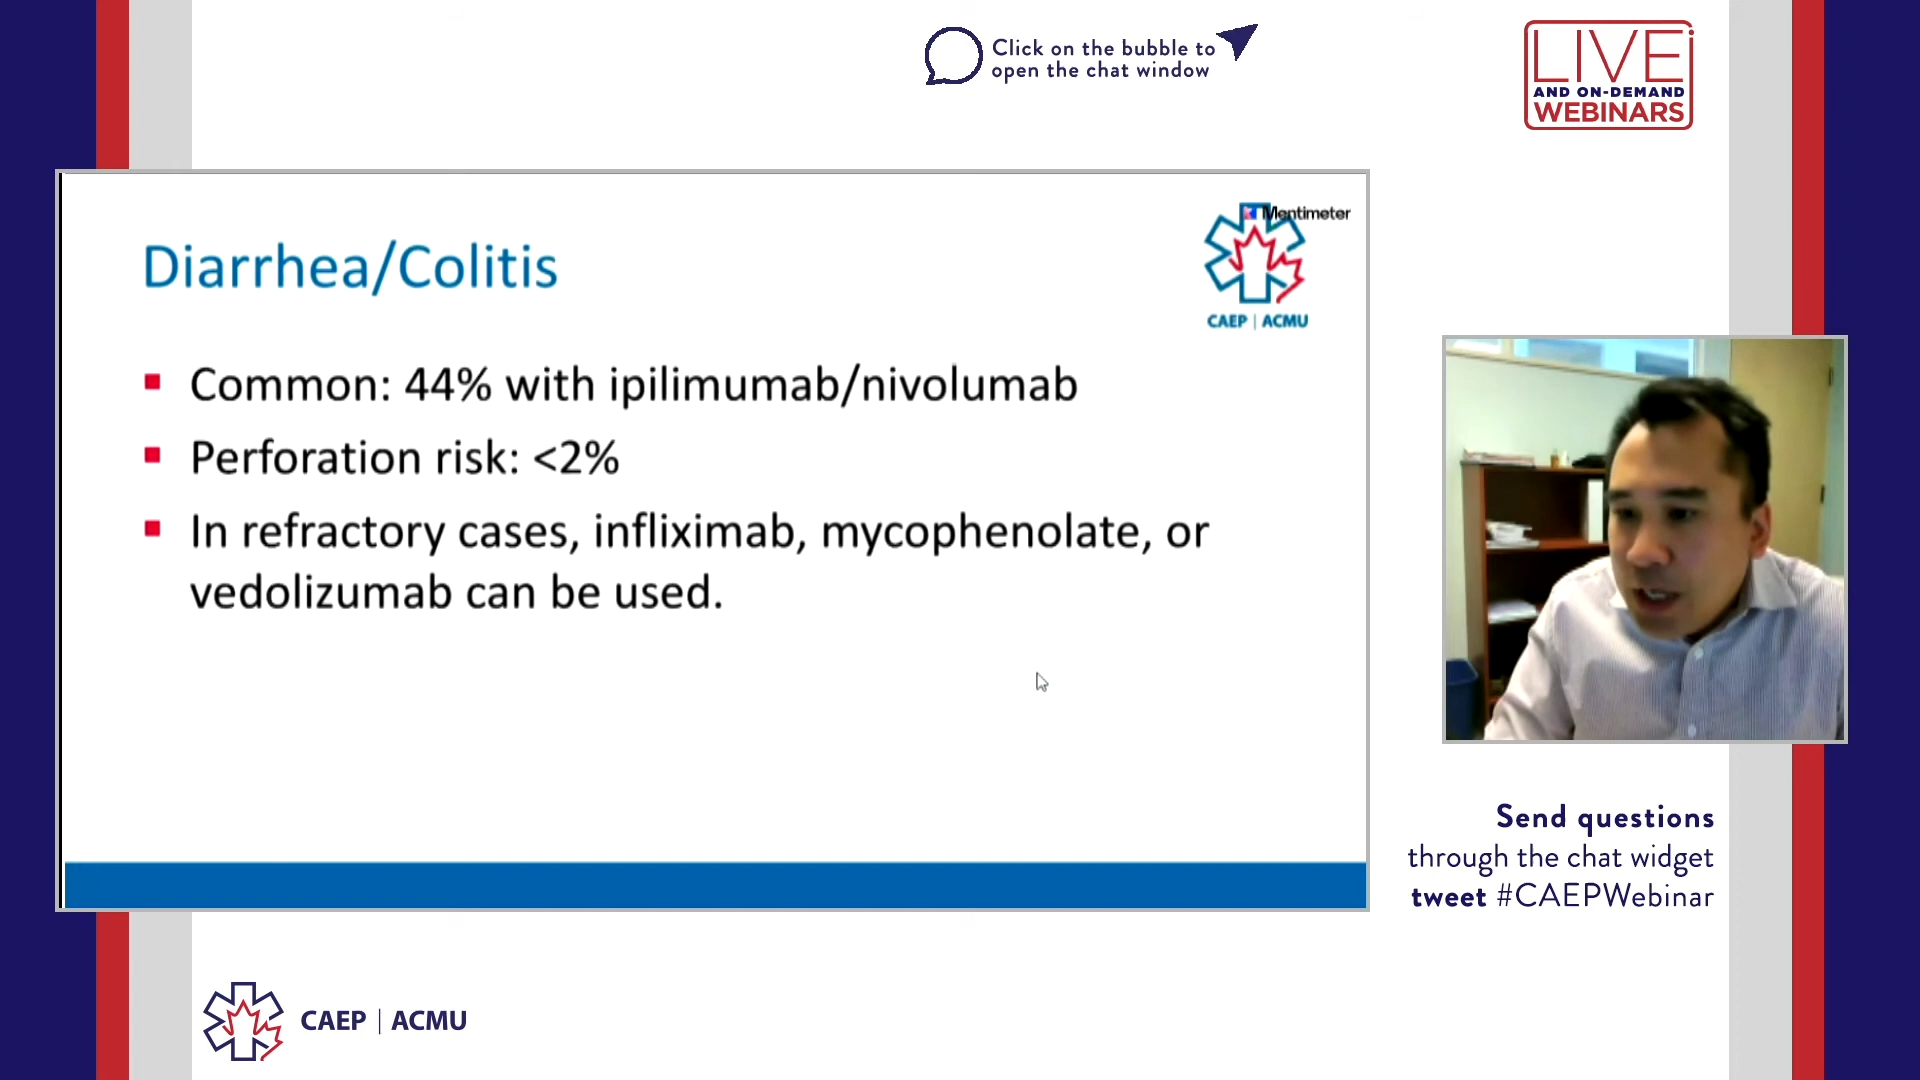 Click on the bubble to
open the chat window
LIVE
AND ON-DEMAND
WEBINARS
Mentimeter
CAEP | ACMU
Diarrhea/Colitis
Common: 44% with ipilimumab/nivolumab
Perforation risk: <2%
In refractory cases, infliximab, mycophenolate, or
vedolizumab can be used.
Send questions
through the chat widget
tweet #CAEPWebinar
CAEP | ACMU